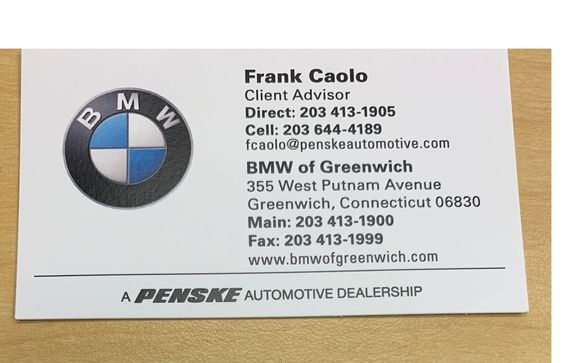 BMW
Frank Caolo
Client Advisor
Direct: 203 413-1905
Cell: 203 644-4189
fcaolo@penskeautomotive.com
BMW of Greenwich
355 West Putnam Avenue
Greenwich, Connecticut 06830
Main: 203 413-1900
Fax: 203 413-1999
www.bmwofgreenwich.com
A PENSKE AUTOMOTIVE DEALERSHIP